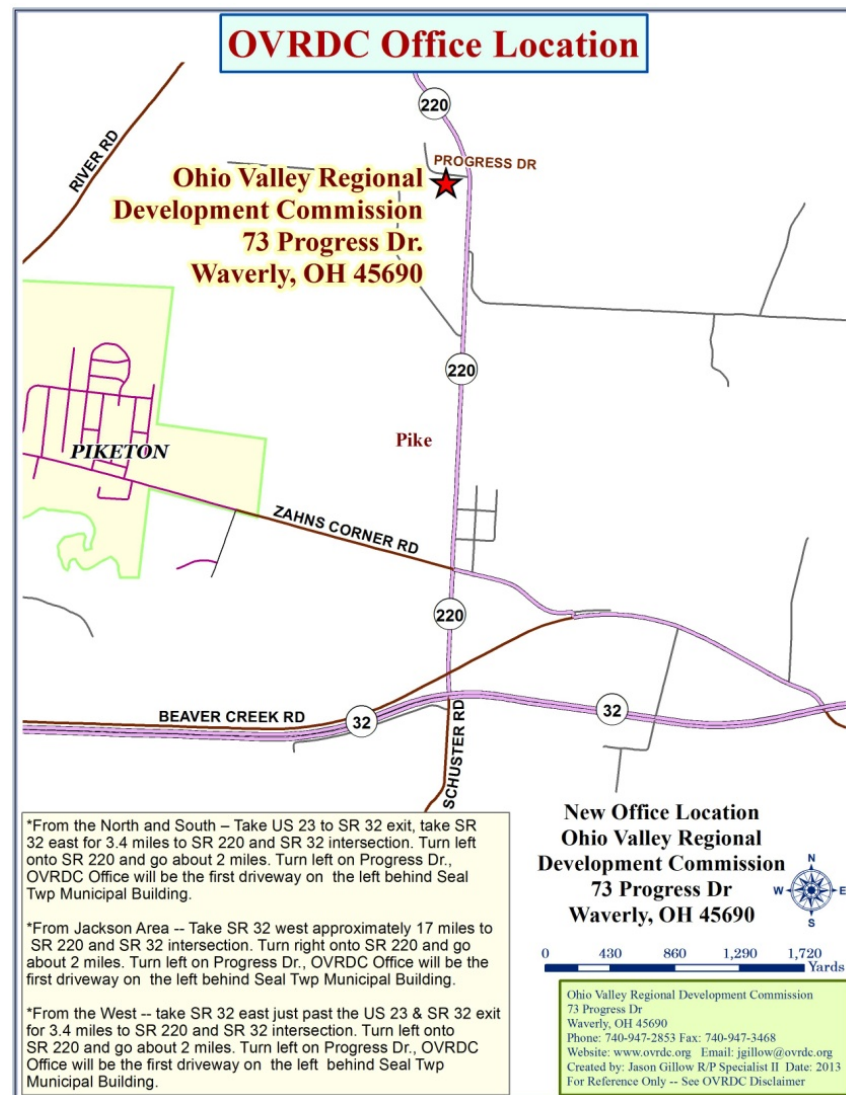 OVRDC Office Location
220
RIVER RD
PROGRESS DR
Ohio Valley Regional
Development Commission
73 Progress Dr.
Waverly, OH 45690
220
Pike
PIKETON
ZAHNS CORNER RD
220
BEAVER CREEK RD
32
32
SCHUSTER RD
*From the North and South – Take US 23 to SR 32 exit, take SR
32 east for 3.4 miles to SR 220 and SR 32 intersection. Turn left
onto SR 220 and go about 2 miles. Turn left on Progress Dr.,
OVRDC Office will be the first driveway on the left behind Seal
Twp Municipal Building.
*From Jackson Area -- Take SR 32 west approximately 17 miles to
SR 220 and SR 32 intersection. Turn right onto SR 220 and go
about 2 miles. Turn left on Progress Dr., OVRDC Office will be the
first driveway on the left behind Seal Twp Municipal Building.
*From the West -- take SR 32 east just past the US 23 & SR 32 exit
for 3.4 miles to SR 220 and SR 32 intersection. Turn left onto
SR 220 and go about 2 miles. Turn left on Progress Dr., OVRDC
Office will be the first driveway on the left behind Seal Twp
Municipal Building.
New Office Location
Ohio Valley Regional
Development Commission
73 Progress Dr
Waverly, OH 45690
N
W E
S
0 430 860 1,290 1,720
Yards
Ohio Valley Regional Development Commission
73 Progress Dr
Waverly, OH 45690
Phone: 740-947-2853 Fax: 740-947-3468
Website: www.ovrdc.org Email: jgillow@ovrdc.org
Created by: Jason Gillow R/P Specialist II Date: 2013
For Reference Only -- See OVRDC Disclaimer